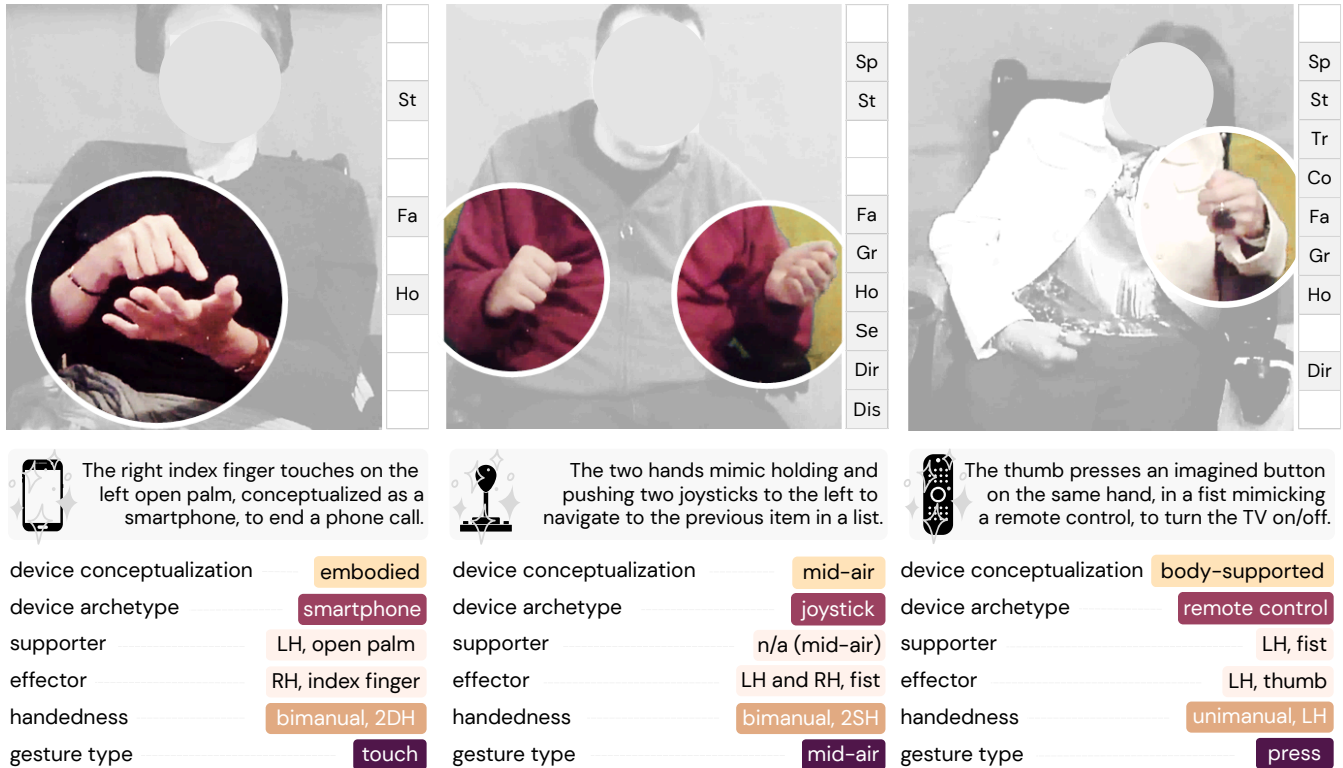 St
Fa
Ho
Sp
St
Fa
Gr
Ho
Se
Dir
Dis
Sp
St
Tr
Co
Fa
Gr
Ho
Dir
The right index finger touches on the
left open palm, conceptualized as a
smartphone, to end a phone call.
device conceptualization embodied
device archetype smartphone
supporter LH, open palm
effector RH, index finger
handedness bimanual, 2DH
gesture type touch
The two hands mimic holding and
pushing two joysticks to the left to
navigate to the previous item in a list.
device conceptualization mid-air
device archetype joystick
supporter n/a (mid-air)
effector LH and RH, fist
handedness bimanual, 2SH
gesture type mid-air
The thumb presses an imagined button
on the same hand, in a fist mimicking
a remote control, to turn the TV on/off.
device conceptualization body-supported
device archetype remote control
supporter LH, fist
effector LH, thumb
handedness unimanual, LH
gesture type press